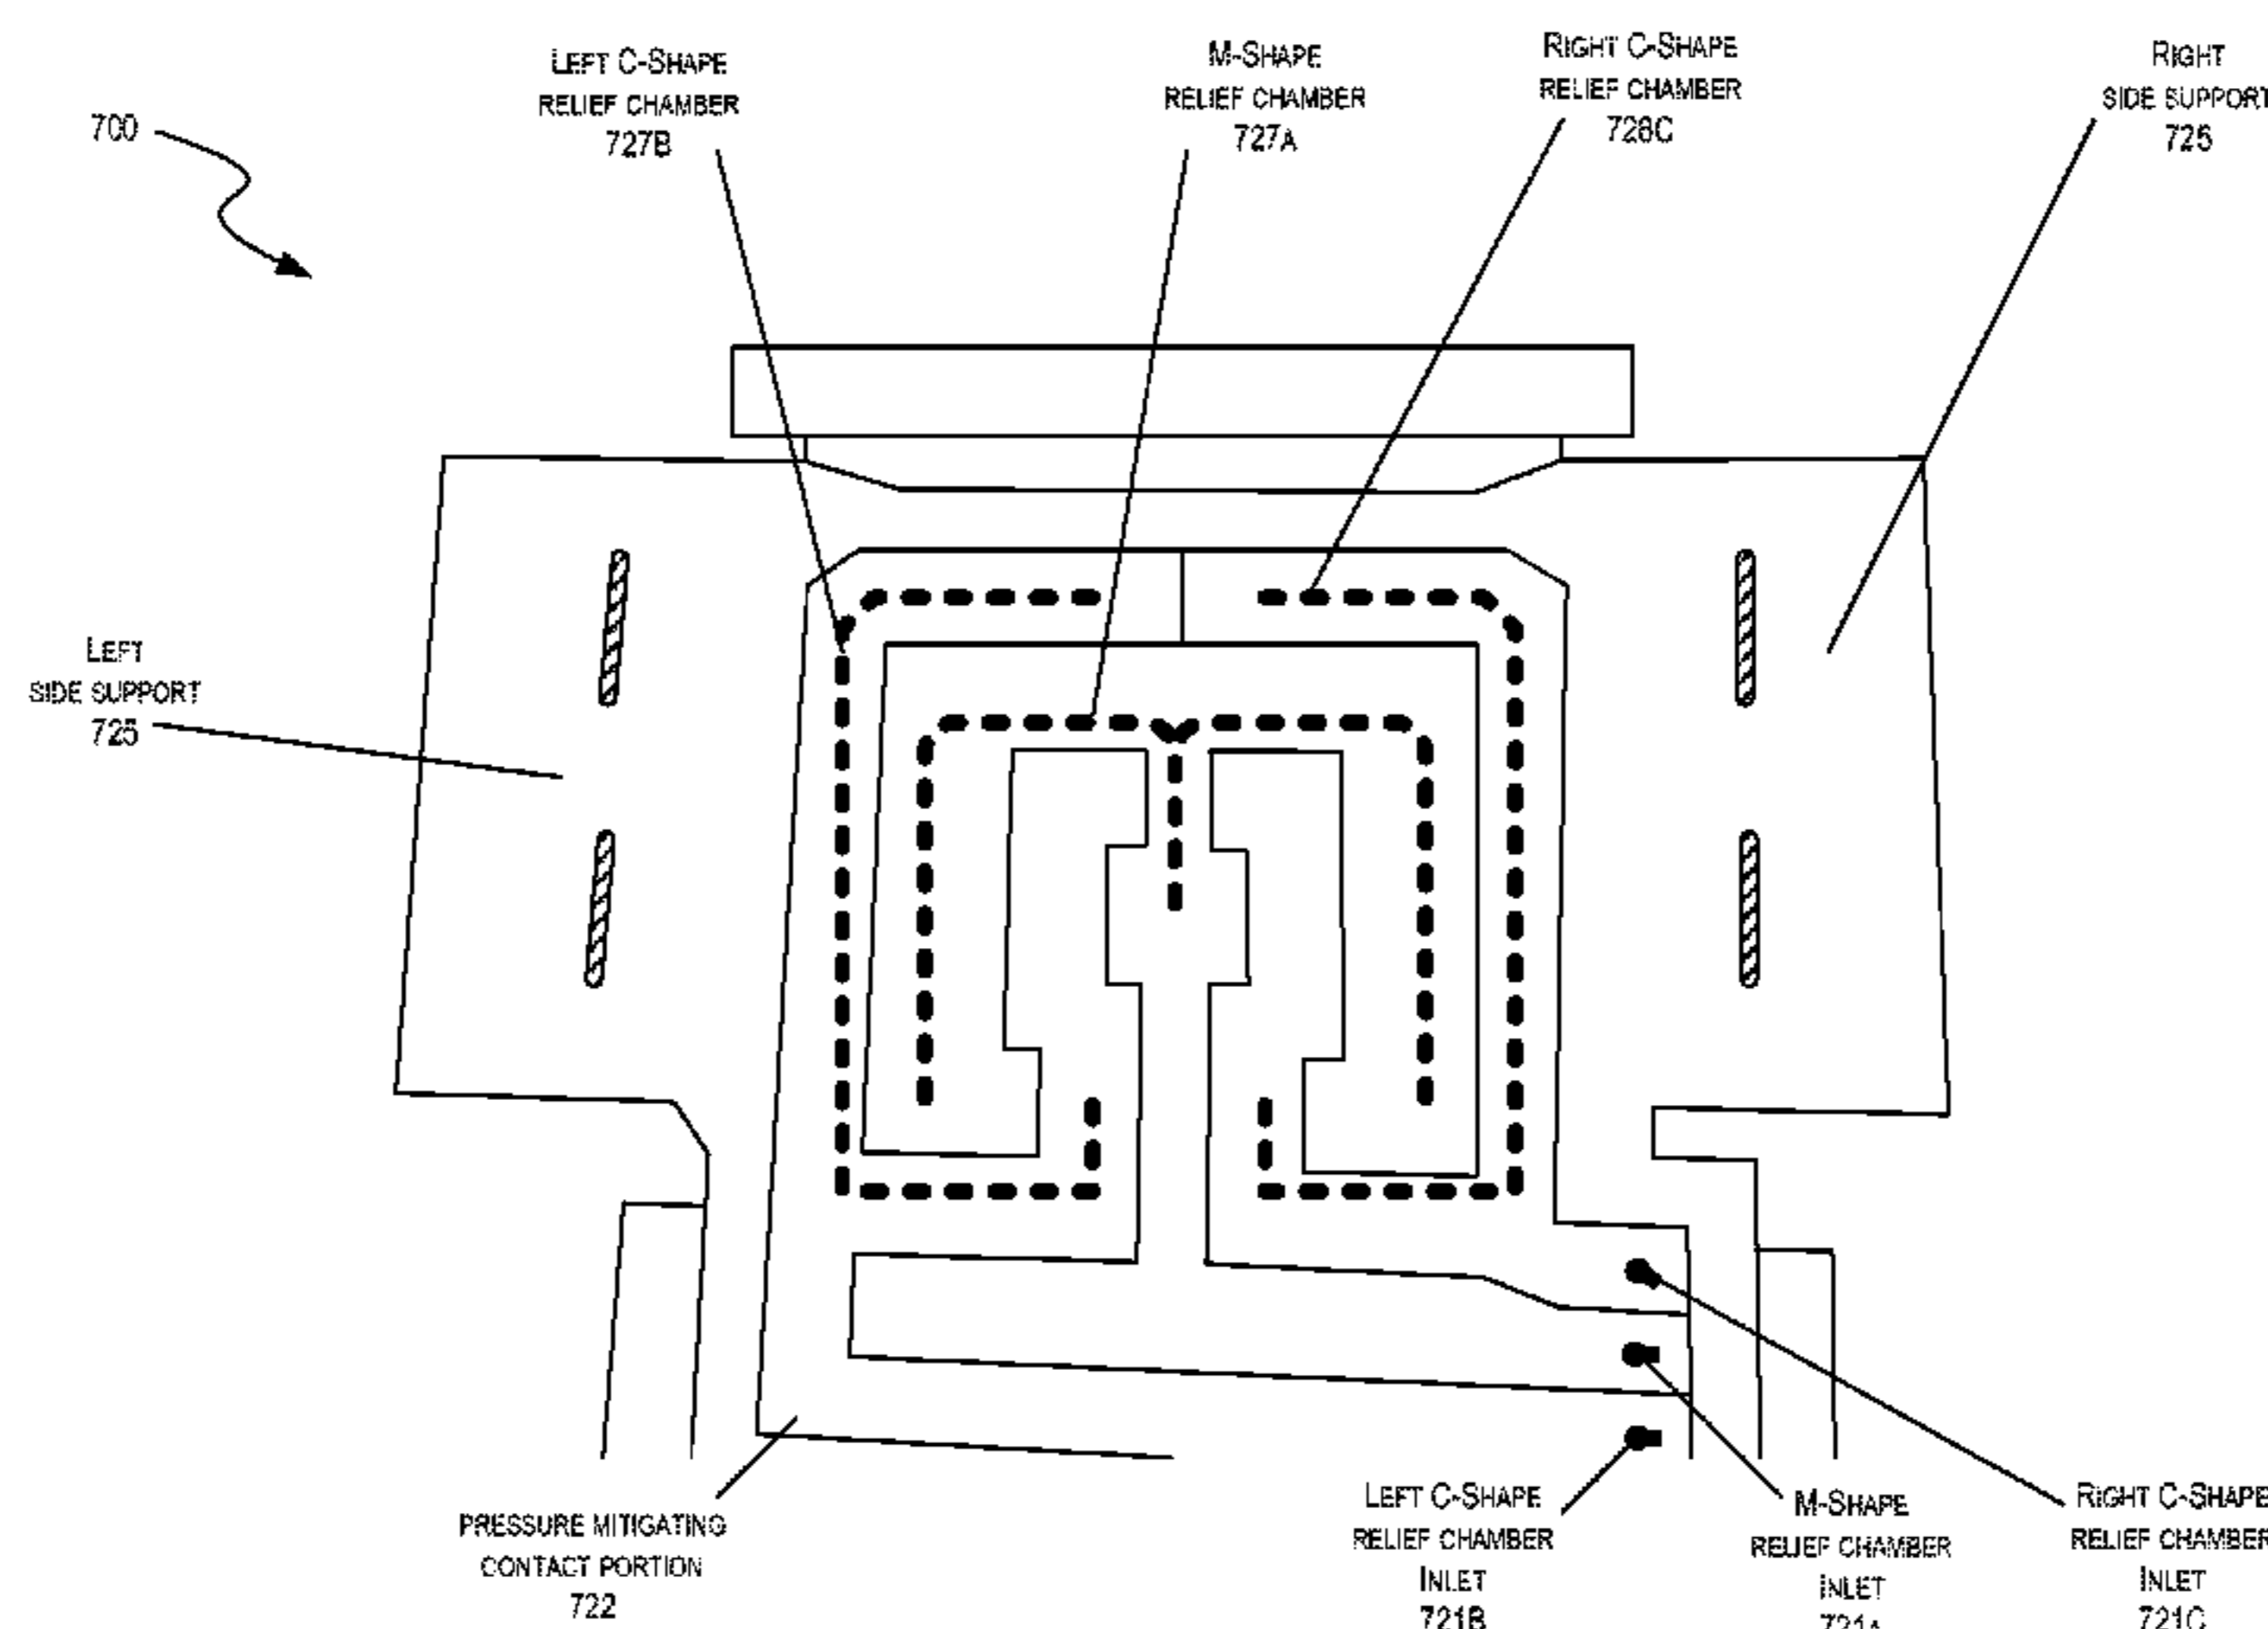 700
LEFT C-SHAPE
RELIEF CHAMBER
727B
M-SHAPE
RELIEF CHAMBER
727A
RIGHT C-SHAPE
RELIEF CHAMBER
728C
RIGHT
SIDE SUPPORT
725
LEFT
SIDE SUPPORT
725
PRESSURE MITIGATING
CONTACT PORTION
722
LEFT C-SHAPE
RELIEF CHAMBER
INLET
721B
M-SHAPE
RELIEF CHAMBER
INLET
721A
RIGHT C-SHAPE
RELIEF CHAMBER
INLET
721C